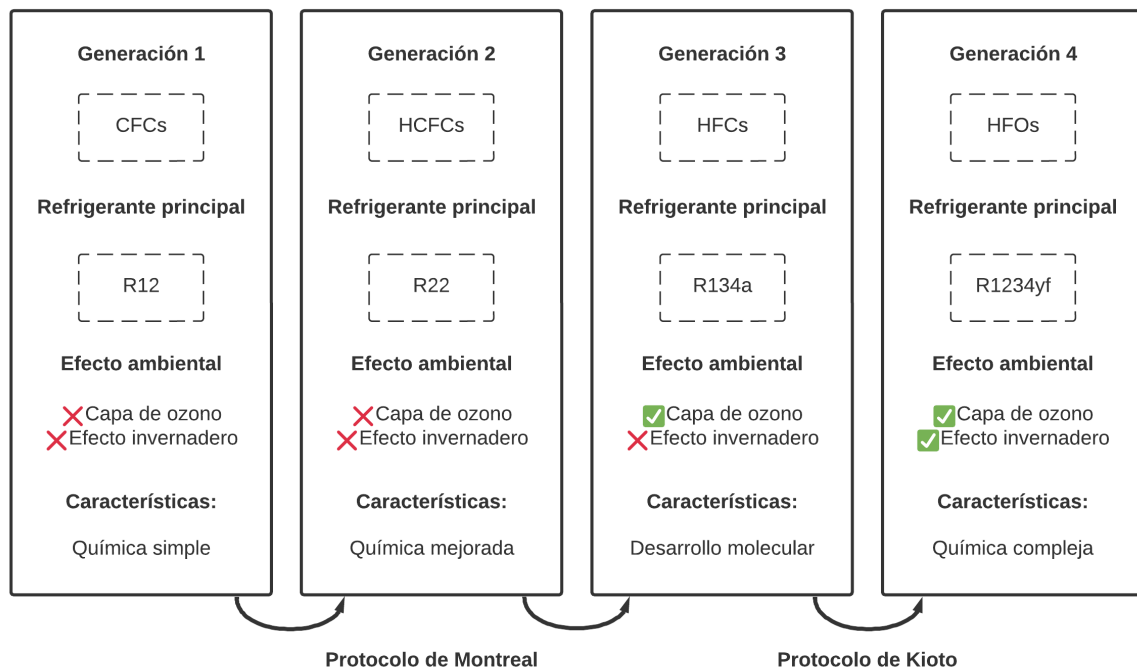 Generación 1
CFCs
Refrigerante principal
R12
Efecto ambiental
❌Capa de ozono
❌Efecto invernadero
Características:
Química simple
Generación 2
HCFCs
Refrigerante principal
R22
Efecto ambiental
❌Capa de ozono
❌Efecto invernadero
Características:
Química mejorada
Generación 3
HFCs
Refrigerante principal
R134a
Efecto ambiental
✅Capa de ozono
❌Efecto invernadero
Características:
Desarrollo molecular
Generación 4
HFOs
Refrigerante principal
R1234yf
Efecto ambiental
✅Capa de ozono
✅Efecto invernadero
Características:
Química compleja
Protocolo de Montreal
Protocolo de Kioto